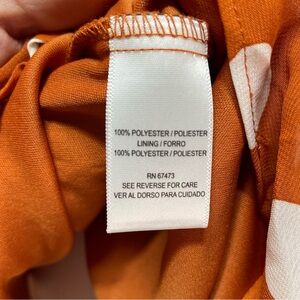 100% POLYESTER / POLIESTER
LINING / FORRO
100% POLYESTER / POLIESTER
RN 67473
SEE REVERSE FOR CARE
VER AL DORSO PARA CUIDADO